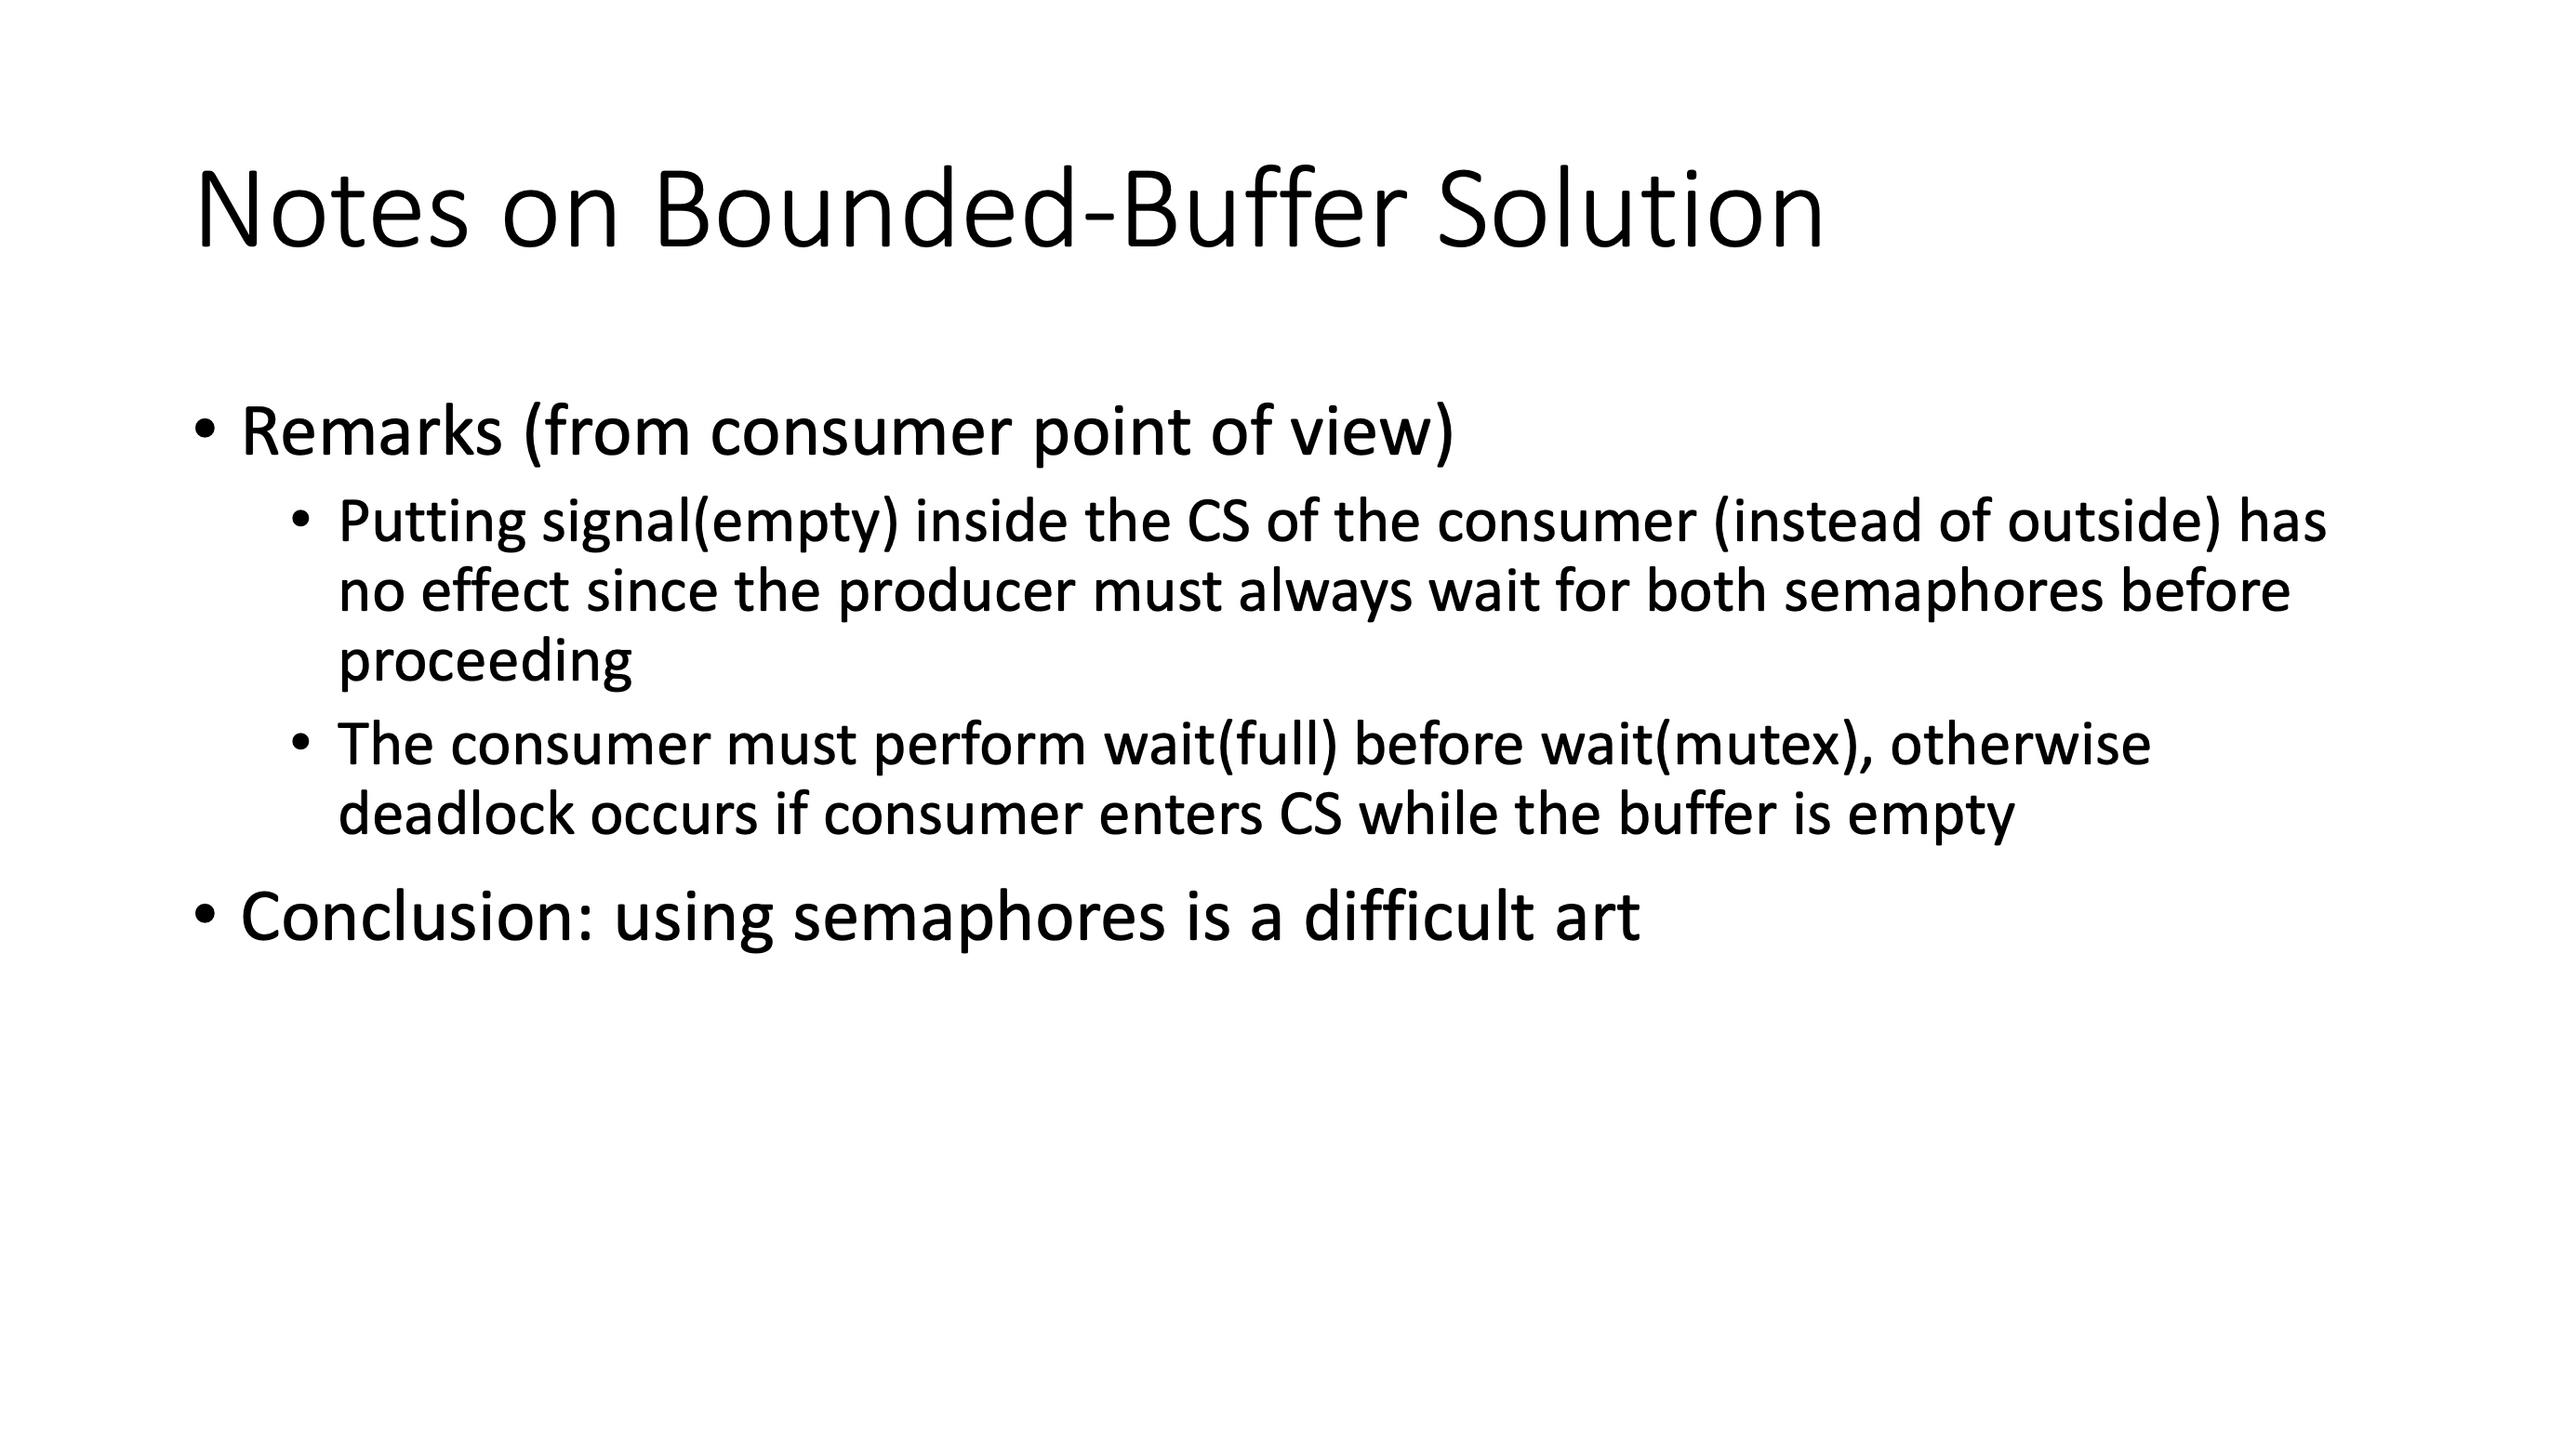 Notes on Bounded-Buffer Solution
• Remarks (from consumer point of view)
• Putting signal(empty) inside the CS of the consumer (instead of outside) has
no effect since the producer must always wait for both semaphores before
proceeding
• The consumer must perform wait(full) before wait(mutex), otherwise
deadlock occurs if consumer enters CS while the buffer is empty
• Conclusion: using semaphores is a difficult art